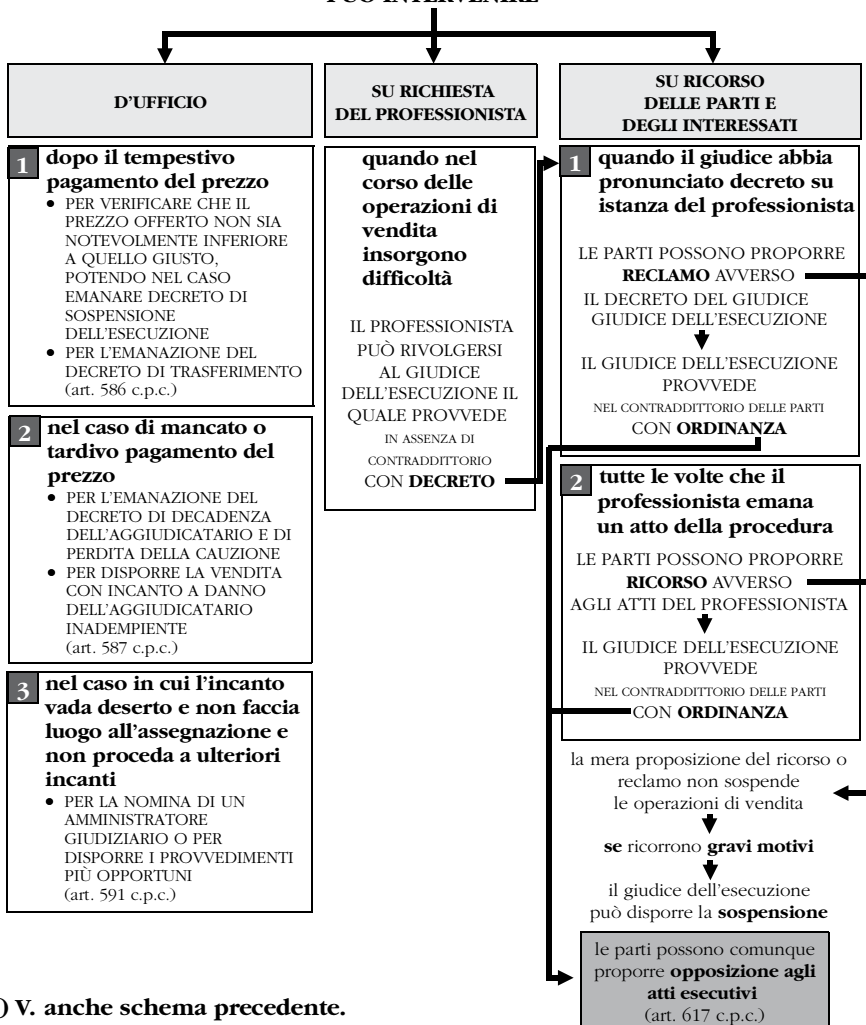 PUÒ INTERVENIRE
D'UFFICIO
SU RICHIESTA
DEL PROFESSIONISTA
SU RICORSO
DELLE PARTI E
DEGLI INTERESSATI
1 dopo il tempestivo
pagamento del prezzo
• PER VERIFICARE CHE IL
PREZZO OFFERTO NON SIA
NOTEVOLMENTE INFERIORE
A QUELLO GIUSTO,
POTENDO NEL CASO
EMANARE DECRETO DI
SOSPENSIONE
DELL'ESECUZIONE
• PER L'EMANAZIONE DEL
DECRETO DI TRASFERIMENTO
(art. 586 c.p.c.)
2 nel caso di mancato o
tardivo pagamento del
prezzo
• PER L'EMANAZIONE DEL
DECRETO DI DECADENZA
DELL'AGGIUDICATARIO E DI
PERDITA DELLA CAUZIONE
• PER DISPORRE LA VENDITA
CON INCANTO A DANNO
DELL'AGGIUDICATARIO
INADEMPIENTE
(art. 587 c.p.c.)
3 nel caso in cui l'incanto
vada deserto e non faccia
luogo all'assegnazione e
non proceda a ulteriori
incanti
• PER LA NOMINA DI UN
AMMINISTRATORE
GIUDIZIARIO O PER
DISPORRE I PROVVEDIMENTI
PIÙ OPPORTUNI
(art. 591 c.p.c.)
quando nel
corso delle
operazioni di
vendita
insorgono
difficoltà
IL PROFESSIONISTA
PUÒ RIVOLGERSI
AL GIUDICE
DELL'ESECUZIONE IL
QUALE PROVVEDE
IN ASSENZA DI
CONTRADDITTORIO
CON DECRETO
1 quando il giudice abbia
pronunciato decreto su
istanza del professionista
LE PARTI POSSONO PROPORRE
RECLAMO AVVERSO
IL DECRETO DEL GIUDICE
GIUDICE DELL'ESECUZIONE
IL GIUDICE DELL'ESECUZIONE
PROVVEDE
NEL CONTRADDITTORIO DELLE PARTI
CON ORDINANZA
2 tutte le volte che il
professionista emana
un atto della procedura
LE PARTI POSSONO PROPORRE
RICORSO AVVERSO
AGLI ATTI DEL PROFESSIONISTA
IL GIUDICE DELL'ESECUZIONE
PROVVEDE
NEL CONTRADDITTORIO DELLE PARTI
CON ORDINANZA
la mera proposizione del ricorso o
reclamo non sospende
le operazioni di vendita
se ricorrono gravi motivi
il giudice dell'esecuzione
può disporre la sospensione
le parti possono comunque
proporre opposizione agli
atti esecutivi
(art. 617 c.p.c.)
) V. anche schema precedente.